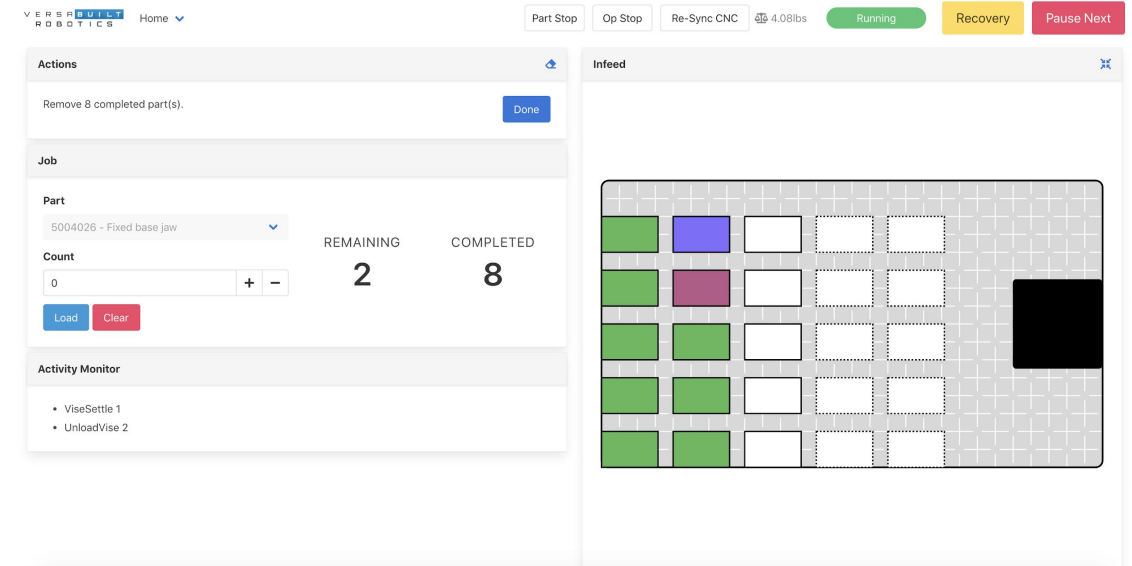 VERSABUILT
ROBOTICS
Home
Part Stop
Op Stop
Re-Sync CNC
4.08lbs
Running
Recovery
Pause Next
Actions
Remove 8 completed part(s).
Done
Job
Part
5004026 - Fixed base jaw
Count
0
+
−
Load
Clear
REMAINING
2
COMPLETED
8
Activity Monitor
• ViseSettle 1
• UnloadVise 2
Infeed